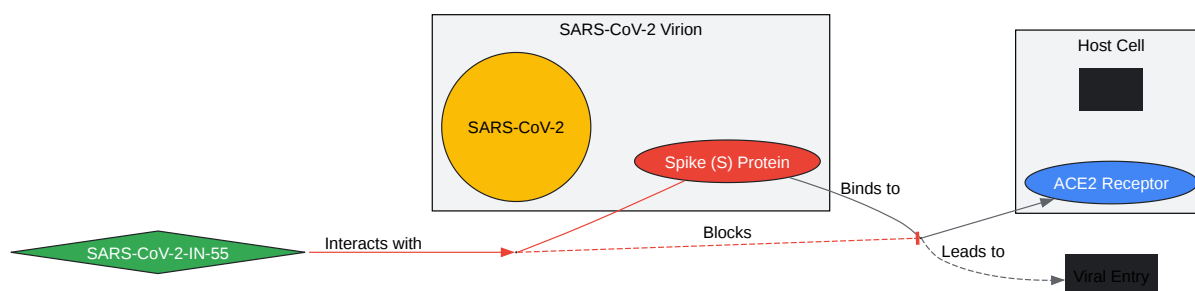 SARS-CoV-2 Virion
Host Cell
SARS-CoV-2
Spike (S) Protein
ACE2 Receptor
Binds to
Interacts with
Blocks
SARS-CoV-2-IN-55
Leads to
Viral Entry